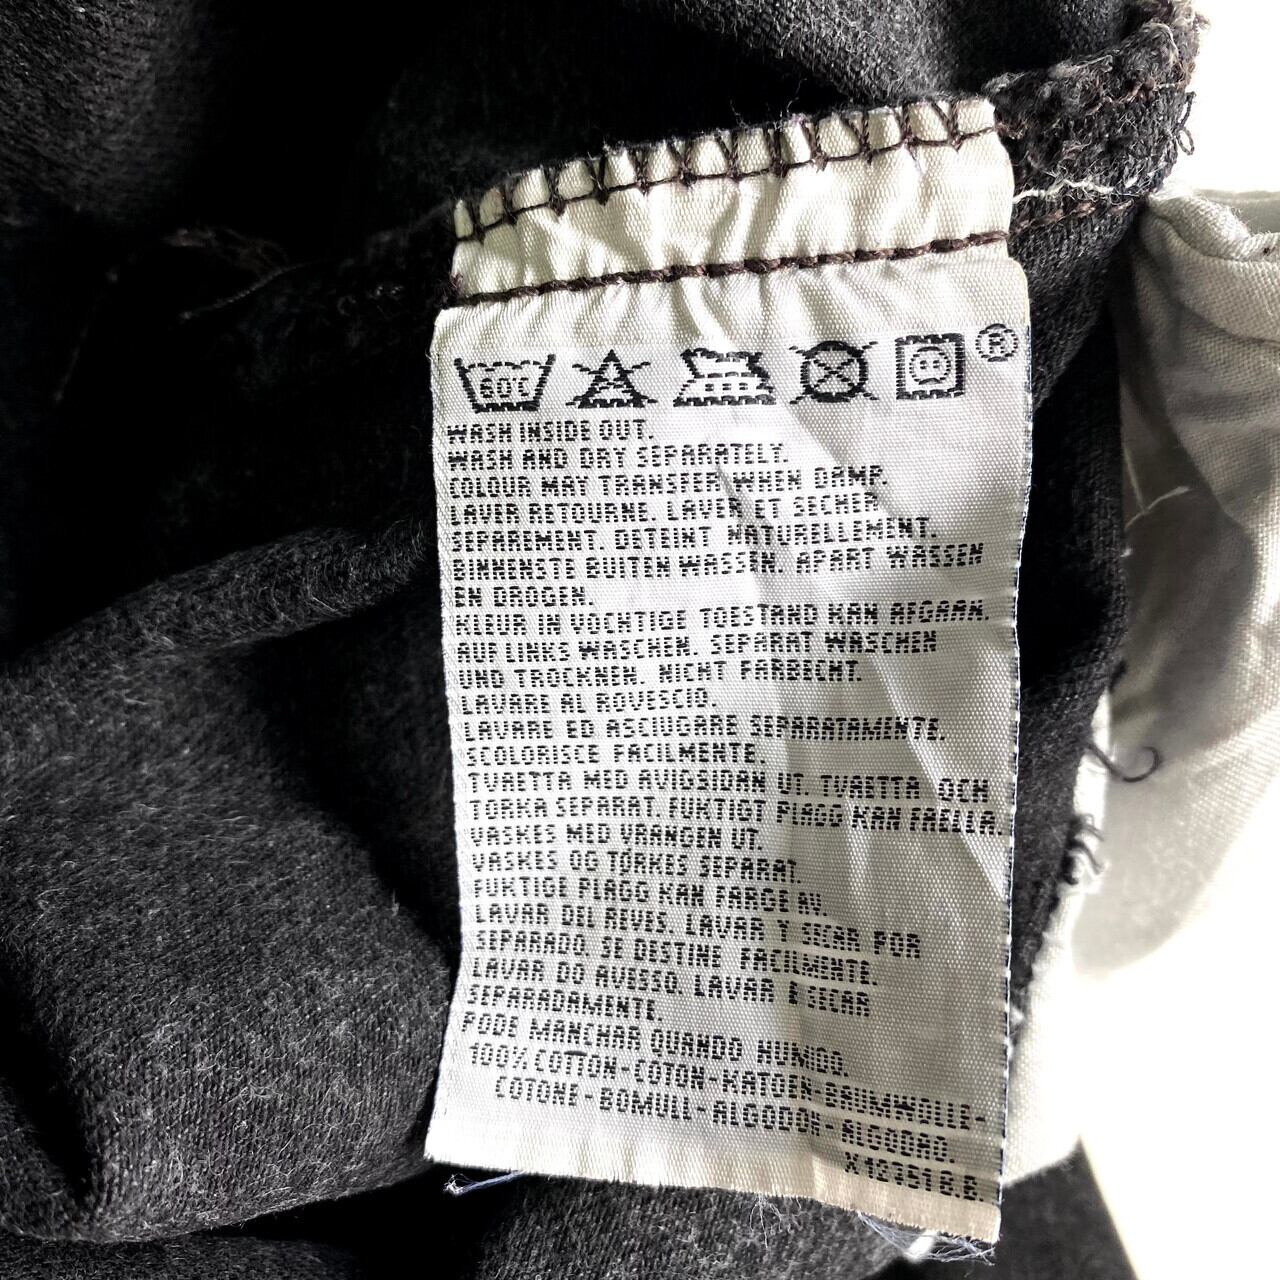 60°C
®
WASH INSIDE OUT.
WASH AND DRY SEPARATELY.
COLOUR MAY TRANSFER WHEN DAMP.
LAVER RETOURNE. LAVER ET SECHER
SEPAREMENT. DETEINT NATURELLEMENT.
BINNENSTE BUITEN WASSEN. APART WASSEN
EN DROGEN.
KLEUR IN VOCHTIGE TOESTAND KAN AFGAAN.
AUF LINKS WASCHEN. SEPARAT WASCHEN
UND TROCKNEN. NICHT FARBECHT.
LAVARE AL ROVESCIO.
LAVARE ED ASCIUGARE SEPARATAMENTE.
SCOLORISCE FACILMENTE.
TVAETTA MED AVIGSIDAN UT. TVAETTA OCH
TORKA SEPARAT. FUKTIGT PLAGG KAN FAELLA.
VASKES MED VRANGEN UT.
VASKES OG TØRKES SEPARAT.
FUKTIGE PLAGG KAN FARGE AV.
LAVAR DEL REVES. LAVAR Y SECAR POR
SEPARADO. SE DESTINE FACILMENTE.
LAVAR DO AVESSO. LAVAR E SECAR
SEPARADAMENTE.
PODE MANCHAR QUANDO HUMIDO.
100% COTTON-COTON-KATOEN-BAUMWOLLE-
COTONE-BOMULL-ALGODON-ALGODAO.